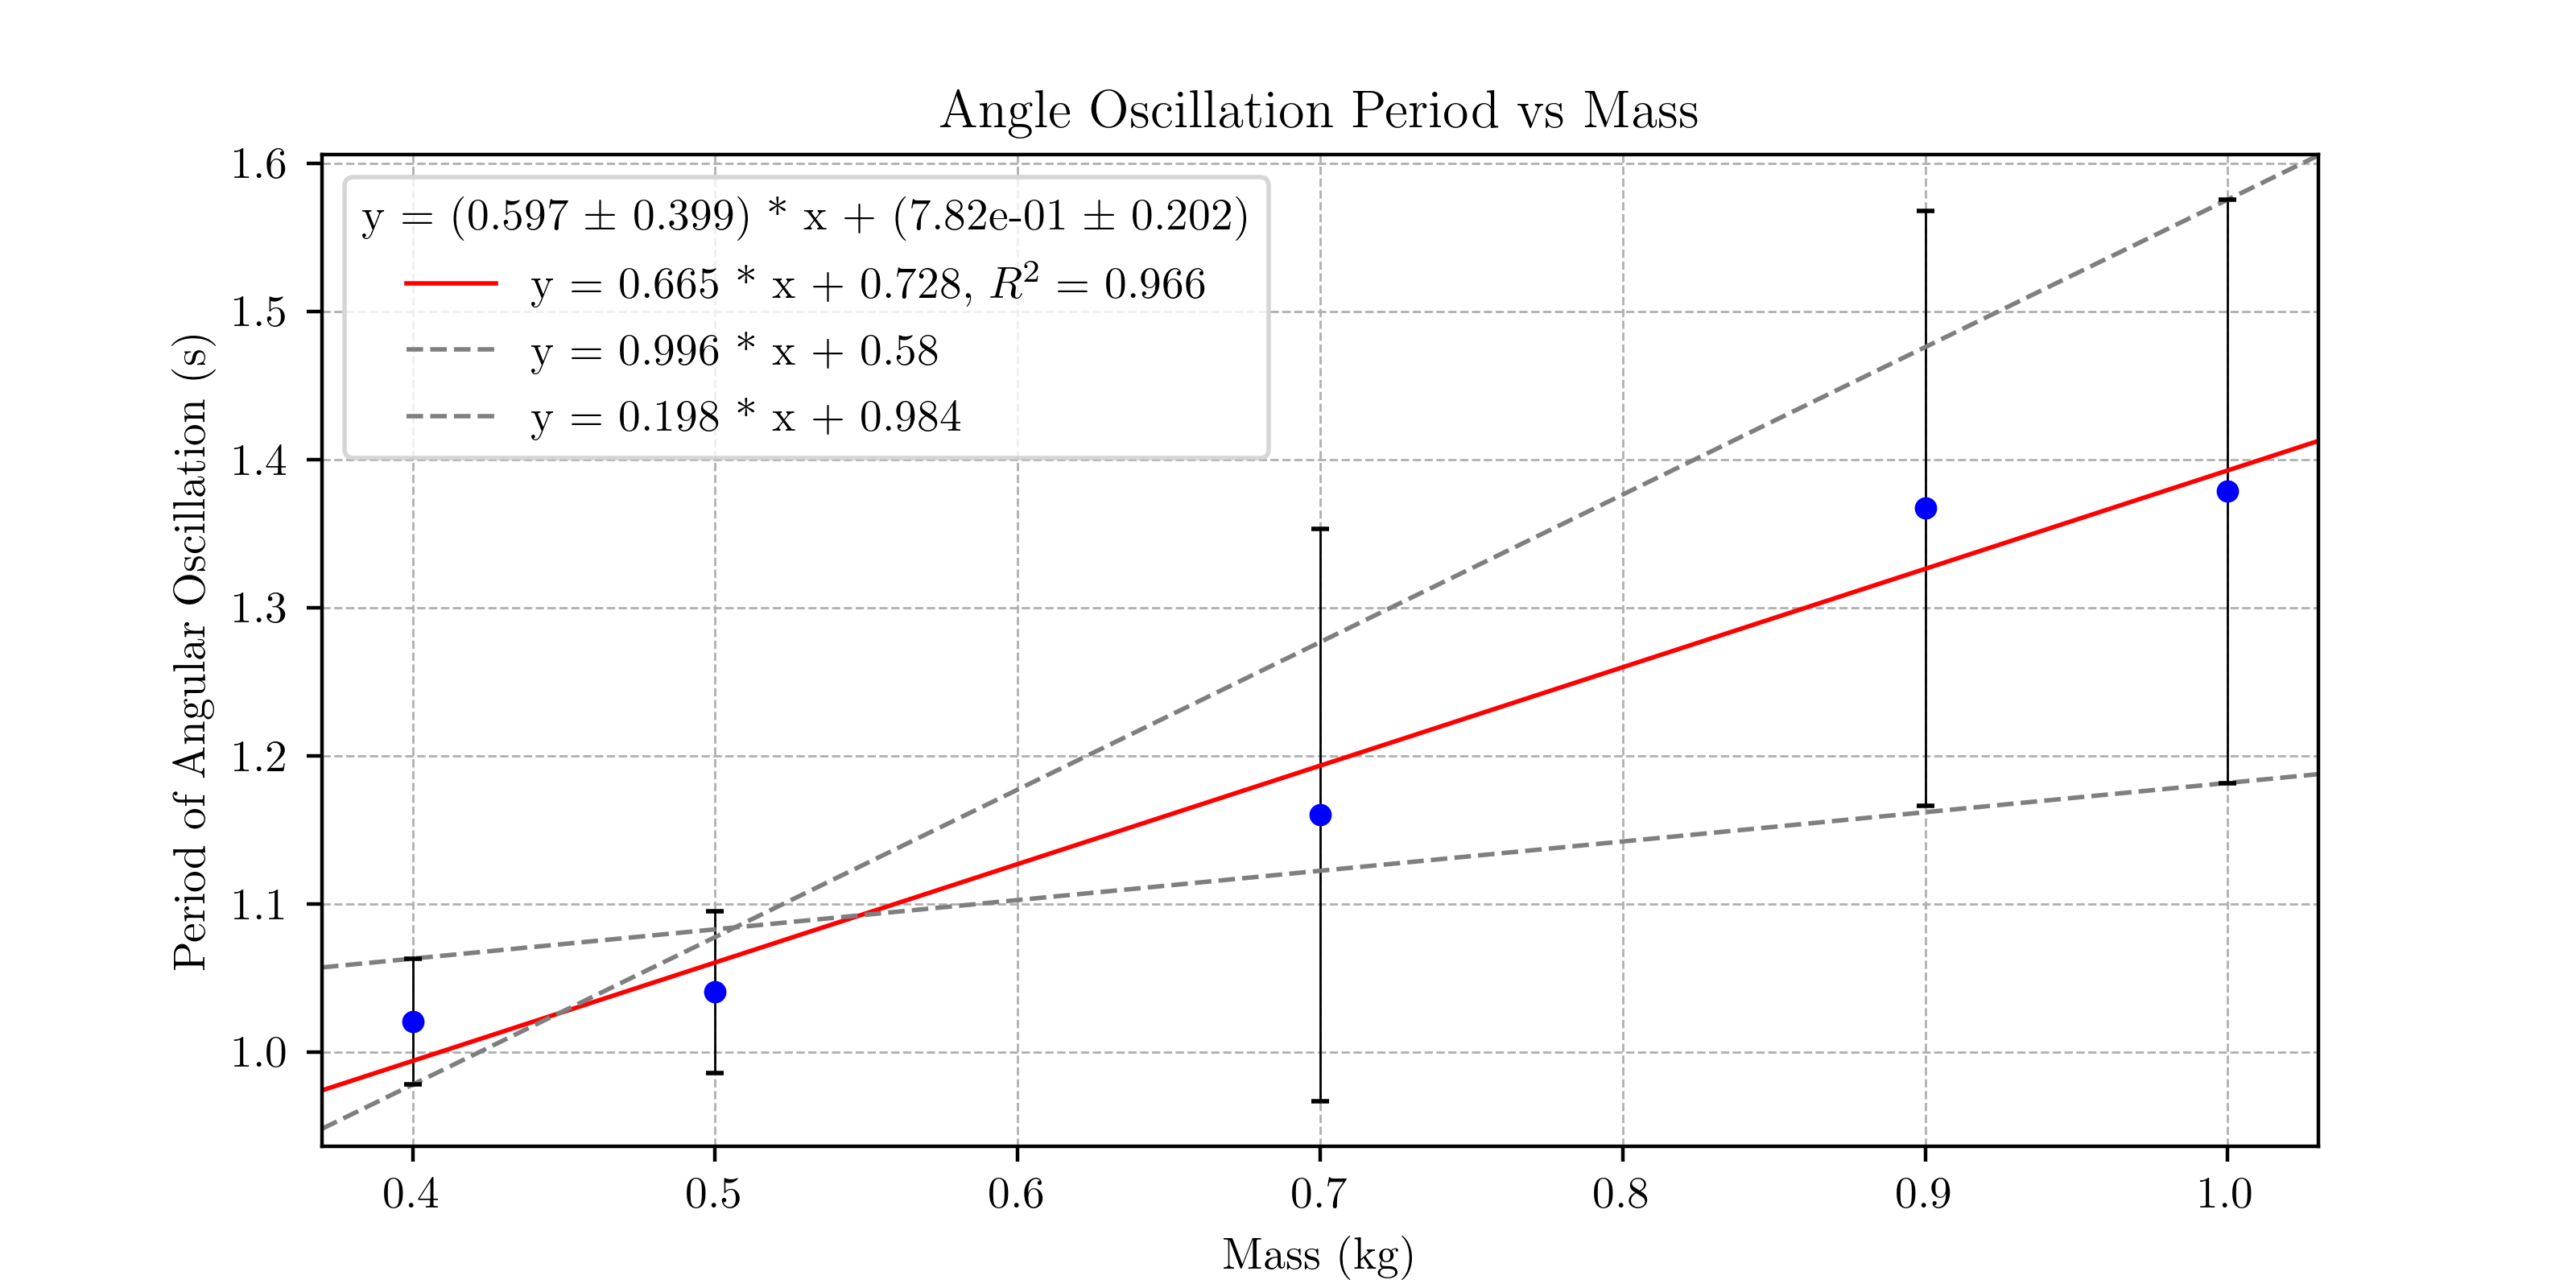 Angle Oscillation Period vs Mass
y = (0.597 ± 0.399) * x + (7.82e-01 ± 0.202)
y = 0.665 * x + 0.728, R² = 0.966
y = 0.996 * x + 0.58
y = 0.198 * x + 0.984
Period of Angular Oscillation (s)
1.6
1.5
1.4
1.3
1.2
1.1
1.0
0.4 0.5 0.6 0.7 0.8 0.9 1.0
Mass (kg)